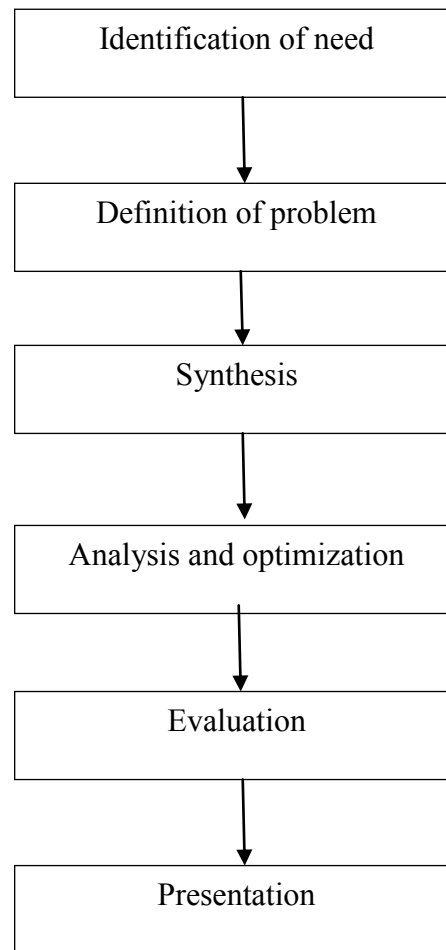 Identification of need
Definition of problem
Synthesis
Analysis and optimization
Evaluation
Presentation